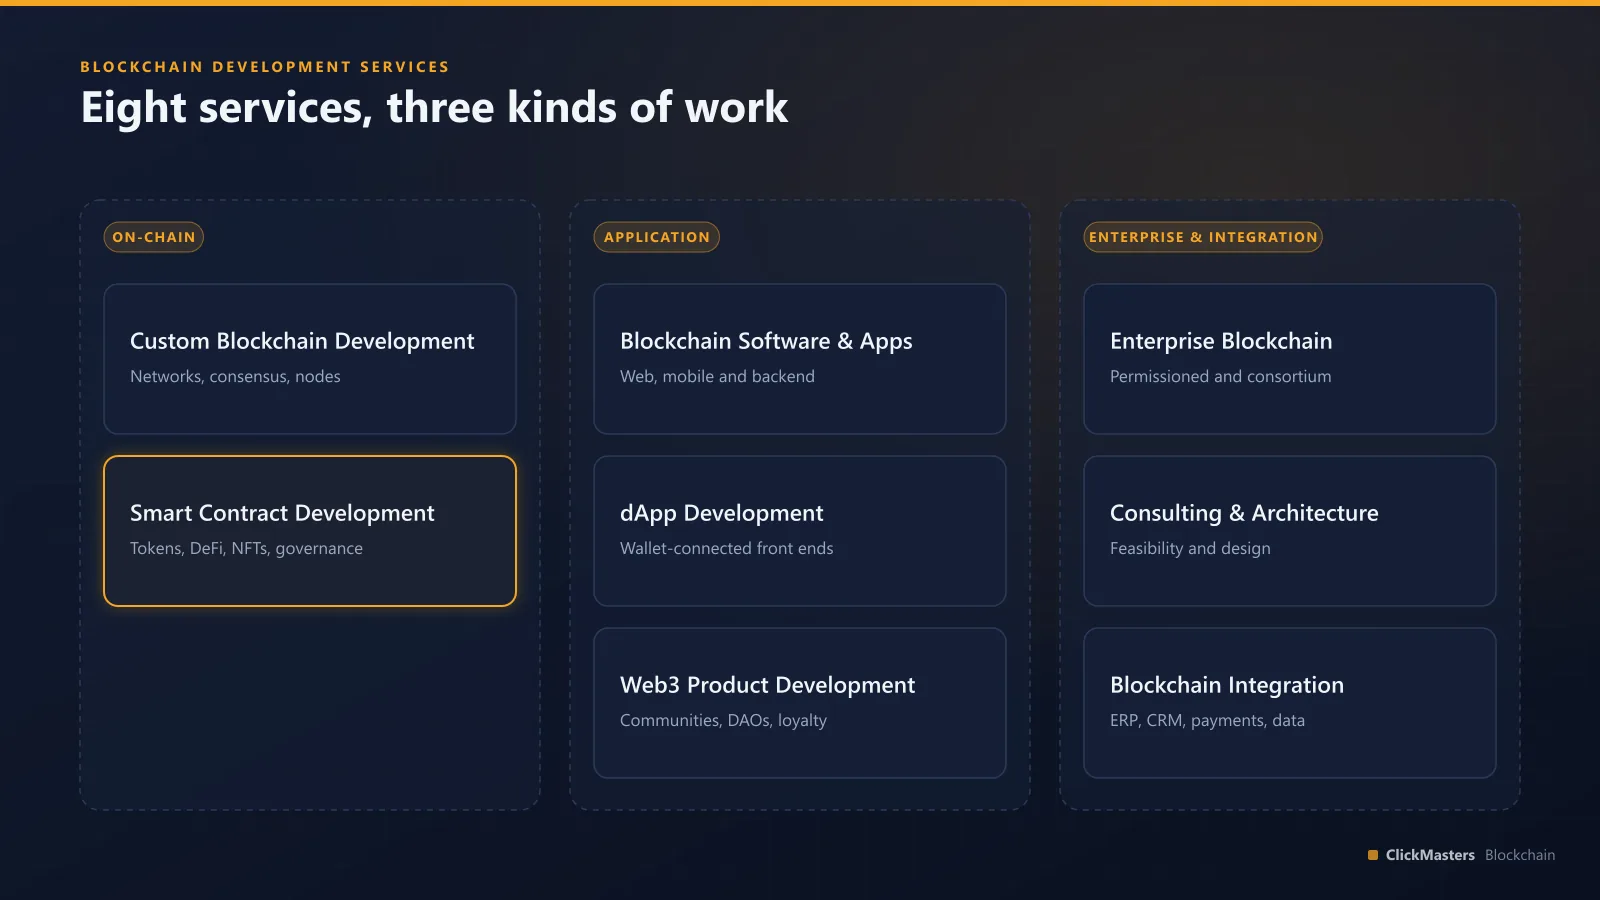 BLOCKCHAIN DEVELOPMENT SERVICES
Eight services, three kinds of work
ON-CHAIN
Custom Blockchain Development
Networks, consensus, nodes
Smart Contract Development
Tokens, DeFi, NFTs, governance
APPLICATION
Blockchain Software & Apps
Web, mobile and backend
dApp Development
Wallet-connected front ends
Web3 Product Development
Communities, DAOs, loyalty
ENTERPRISE & INTEGRATION
Enterprise Blockchain
Permissioned and consortium
Consulting & Architecture
Feasibility and design
Blockchain Integration
ERP, CRM, payments, data
ClickMasters Blockchain